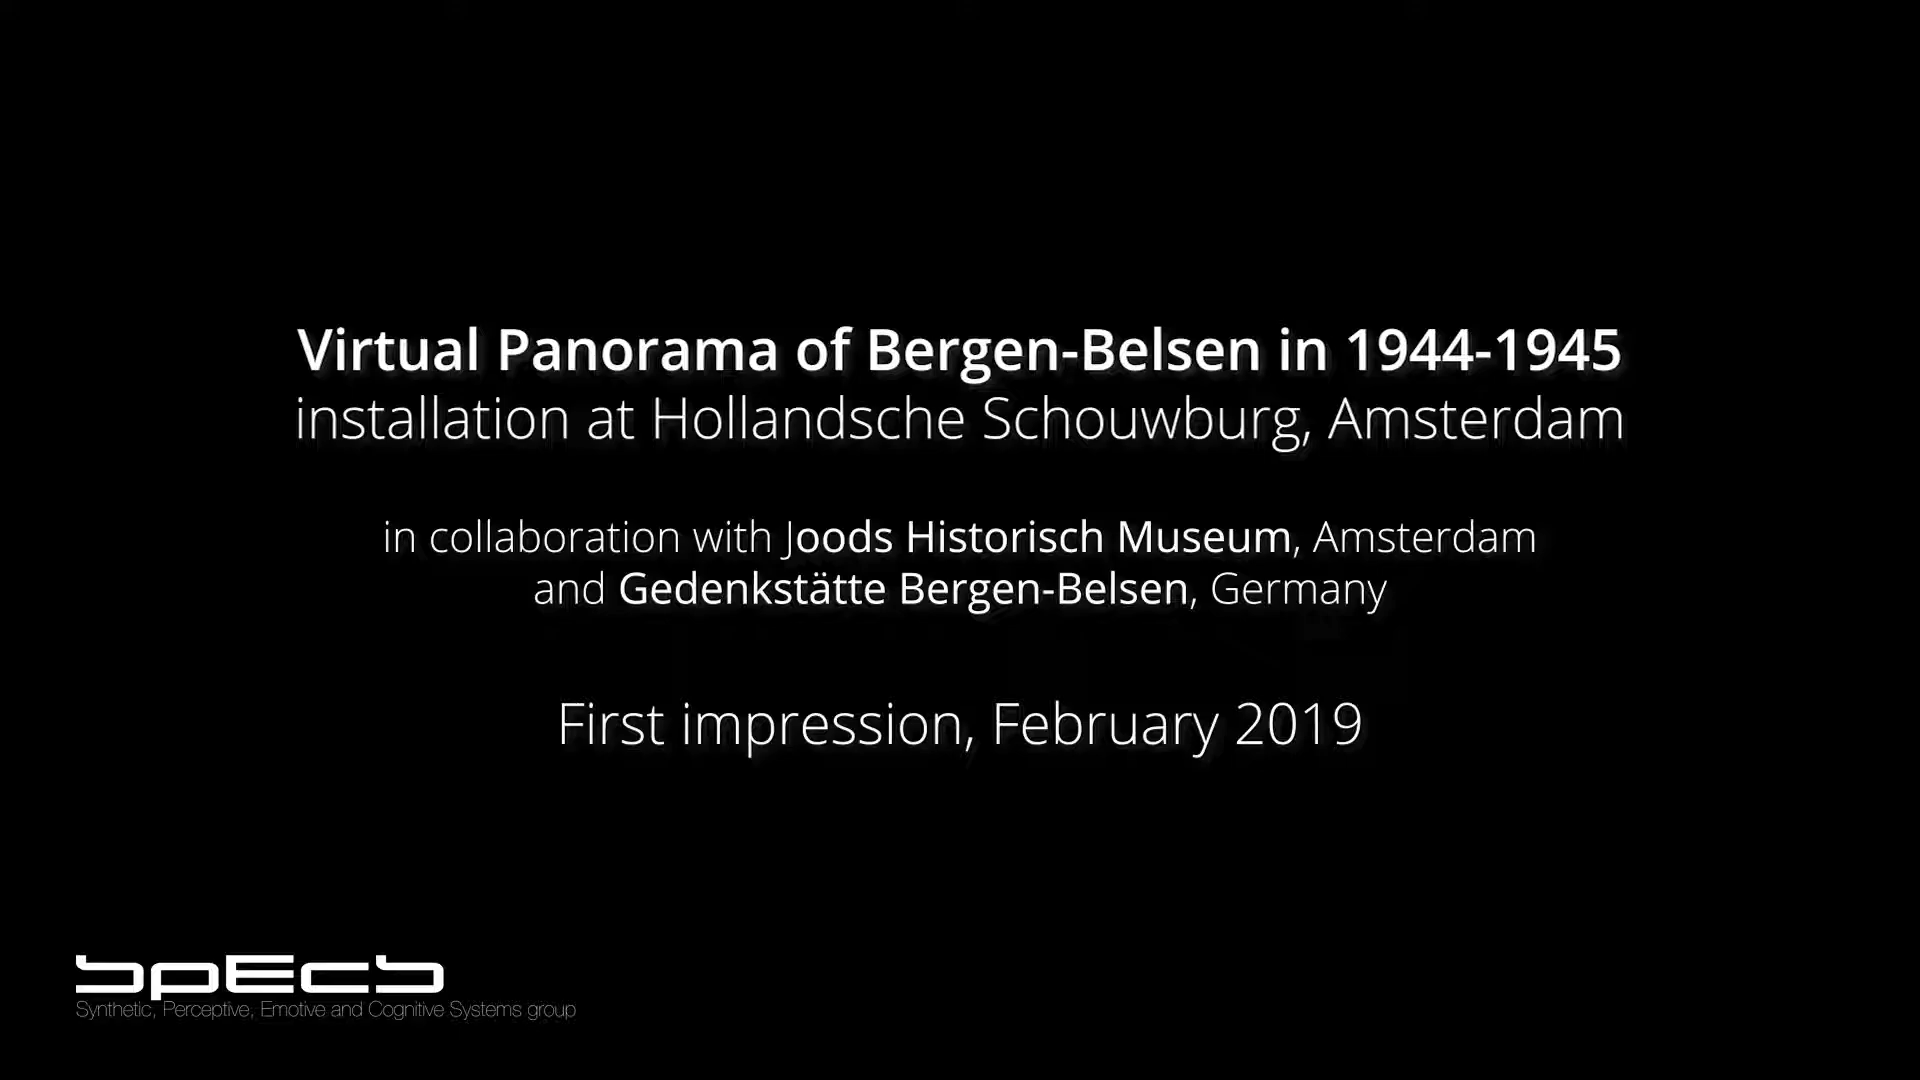 Virtual Panorama of Bergen-Belsen in 1944-1945
installation at Hollandsche Schouwburg, Amsterdam
in collaboration with Joods Historisch Museum, Amsterdam
and Gedenkstätte Bergen-Belsen, Germany
First impression, February 2019
specs
Synthetic, Perceptive, Emotive and Cognitive Systems group